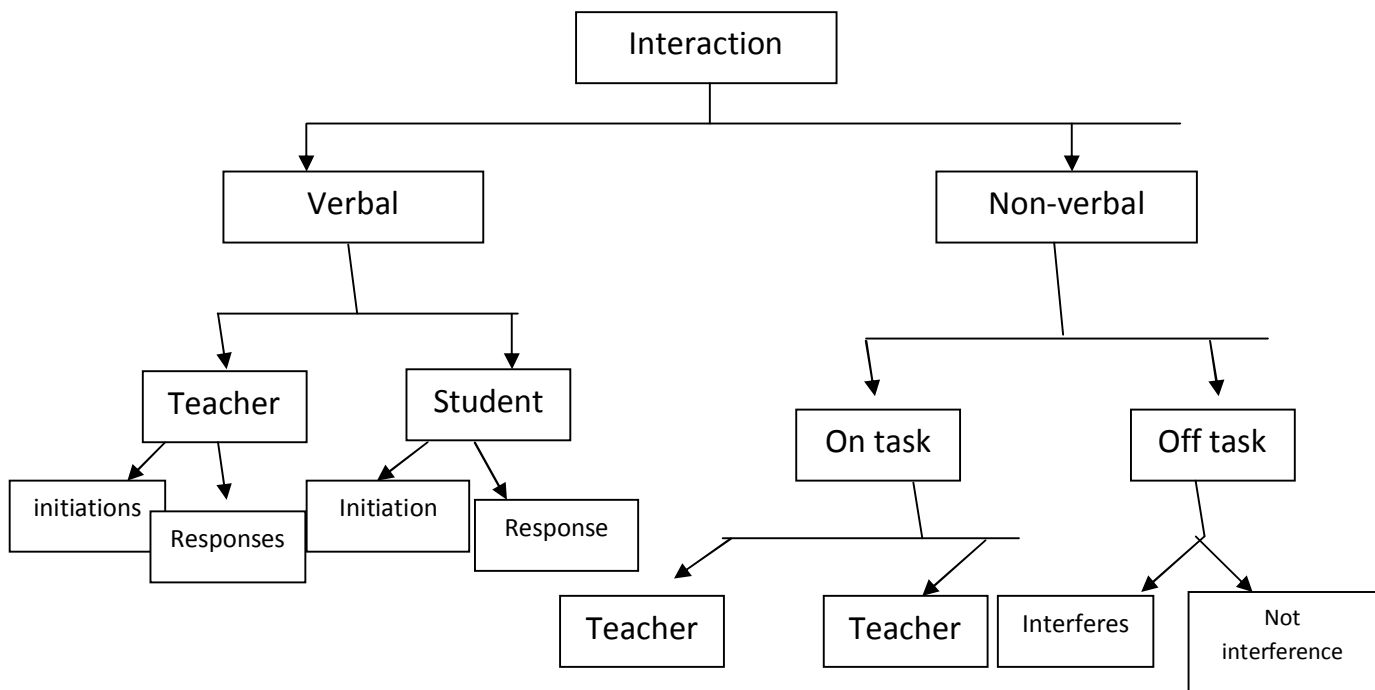 Interaction
Verbal
Non-verbal
Teacher
Student
On task
Off task
initiations
Responses
Initiation
Response
Teacher
Teacher
Interferes
Not
interference